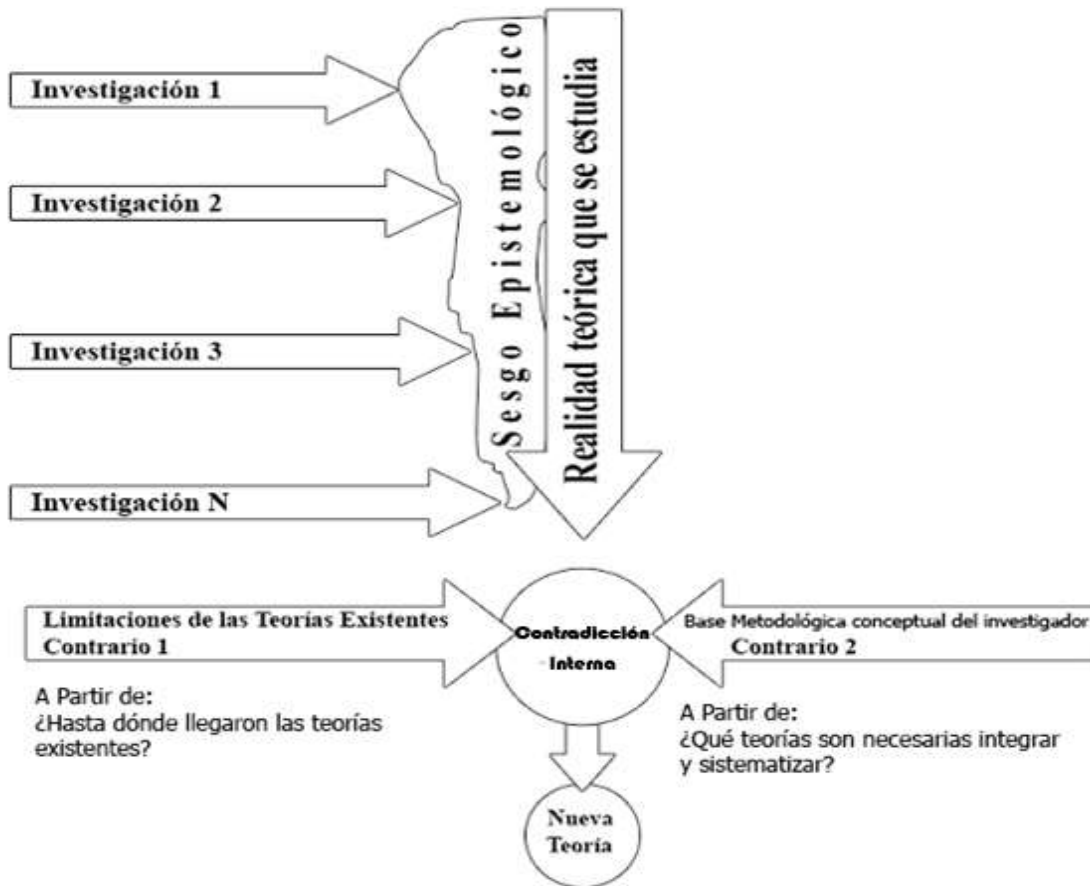 Investigación 1
Investigación 2
Investigación 3
Investigación N
Sesgo Epistemológico
Realidad teórica que se estudia
Limitaciones de las Teorías Existentes
Contrario 1
Contradicción
Interna
Base Metodológica conceptual del investigador
Contrario 2
A Partir de:
¿Hasta dónde llegaron las teorías
existentes?
A Partir de:
¿Qué teorías son necesarias integrar
y sistematizar?
Nueva
Teoría